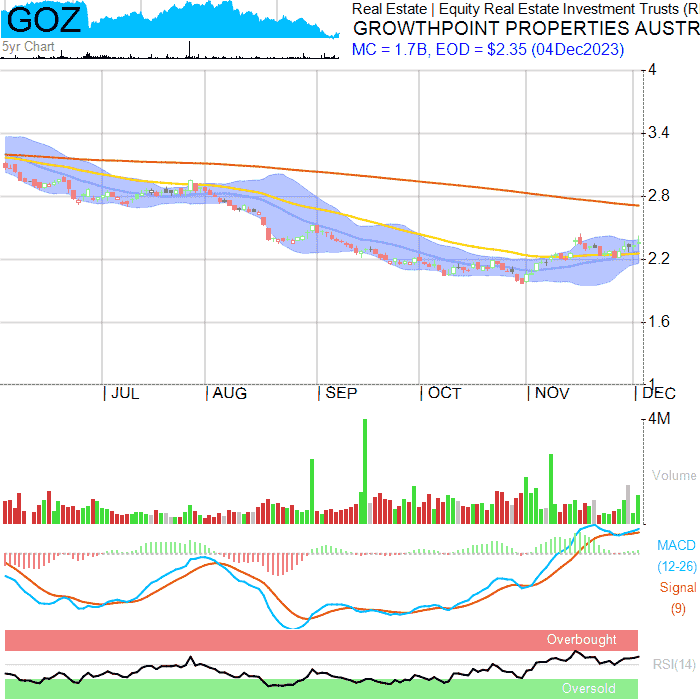 GOZ
Real Estate | Equity Real Estate Investment Trusts (R
GROWTHPOINT PROPERTIES AUSTR
MC = 1.7B, EOD = $2.35 (04Dec2023)
5yr Chart
4
3.4
2.8
2.2
1.6
1
JUL AUG SEP OCT NOV DEC
4M
Volume
MACD
(12-26)
Signal
(9)
Overbought
RSI(14)
Oversold